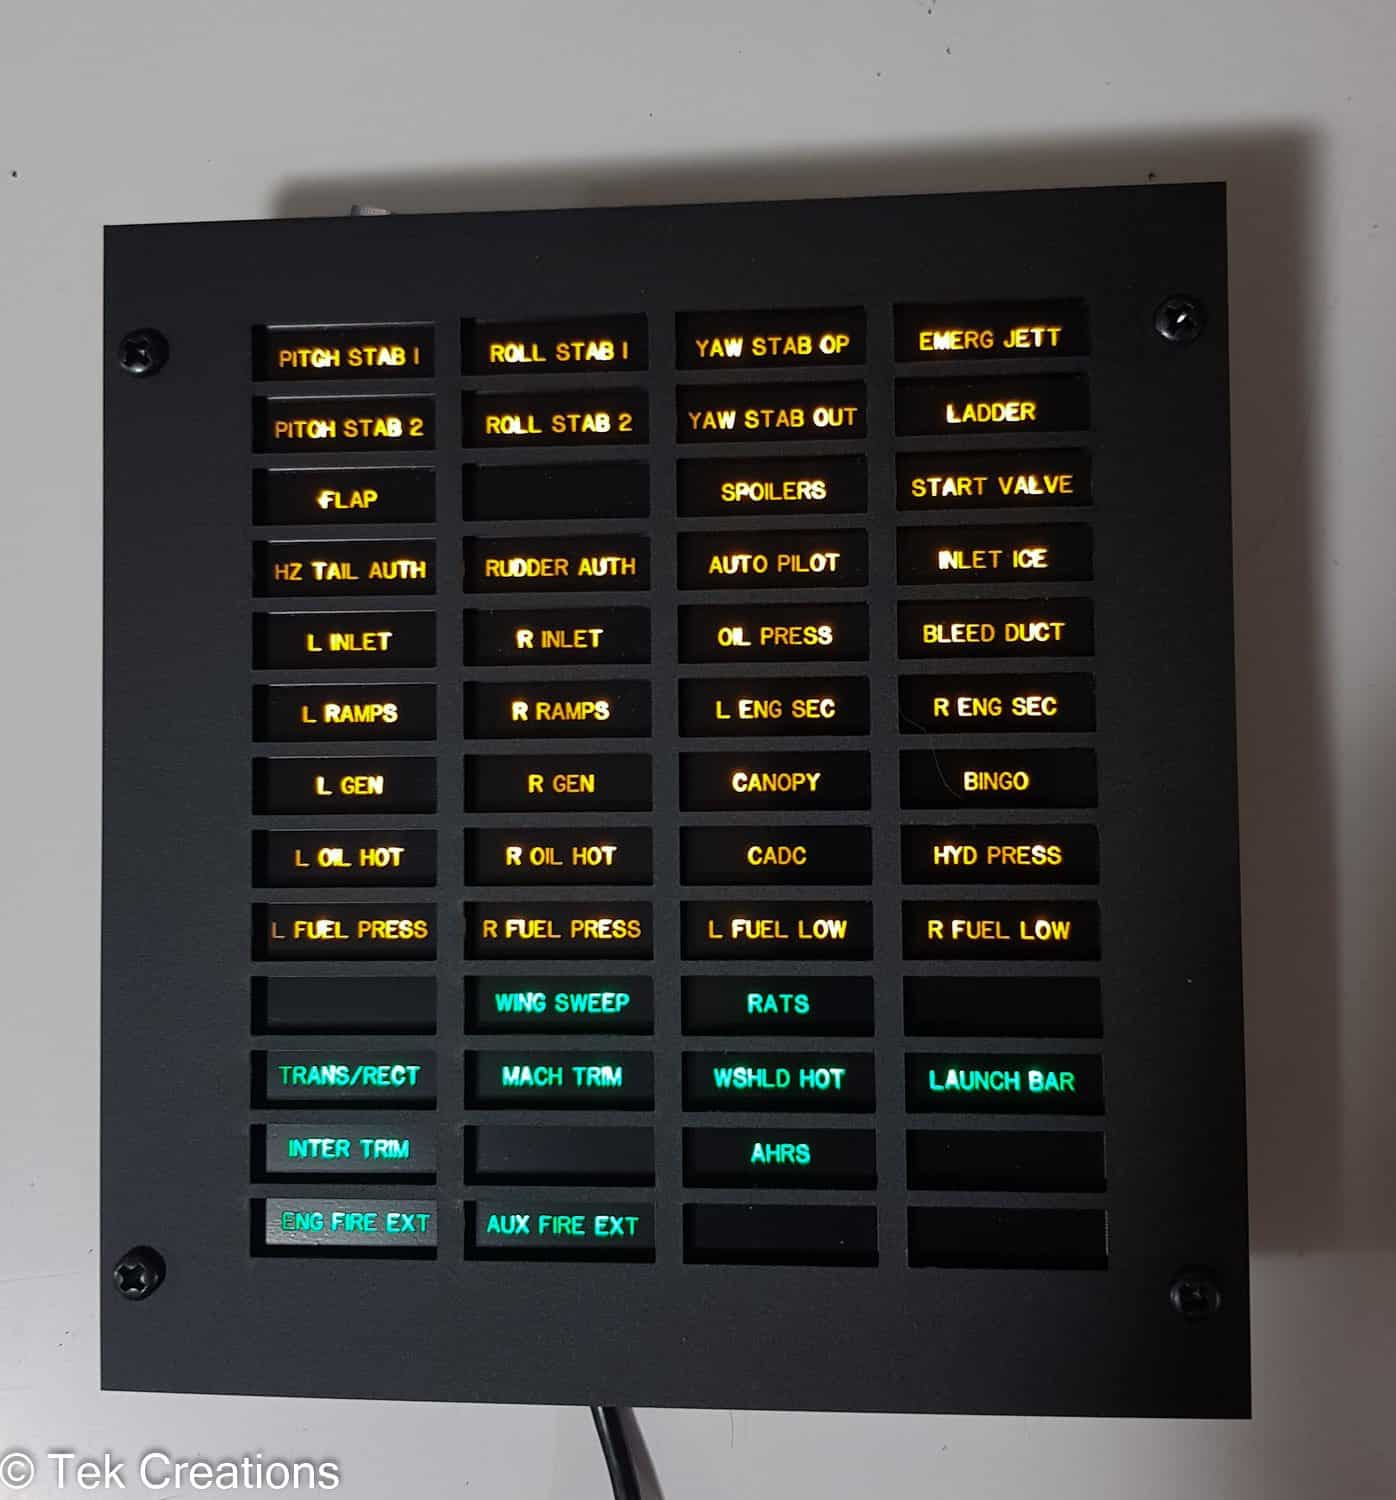 PITCH STAB 1 ROLL STAB 1 YAW STAB OP EMERG JETT
PITCH STAB 2 ROLL STAB 2 YAW STAB OUT LADDER
FLAP SPOILERS START VALVE
HZ TAIL AUTH RUDDER AUTH AUTO PILOT INLET ICE
L INLET R INLET OIL PRESS BLEED DUCT
L RAMPS R RAMPS L ENG SEC R ENG SEC
L GEN R GEN CANOPY BINGO
L OIL HOT R OIL HOT CADC HYD PRESS
L FUEL PRESS R FUEL PRESS L FUEL LOW R FUEL LOW
WING SWEEP RATS
TRANS/RECT MACH TRIM WSHLD HOT LAUNCH BAR
INTER TRIM AHRS
ENG FIRE EXT AUX FIRE EXT
© Tek Creations